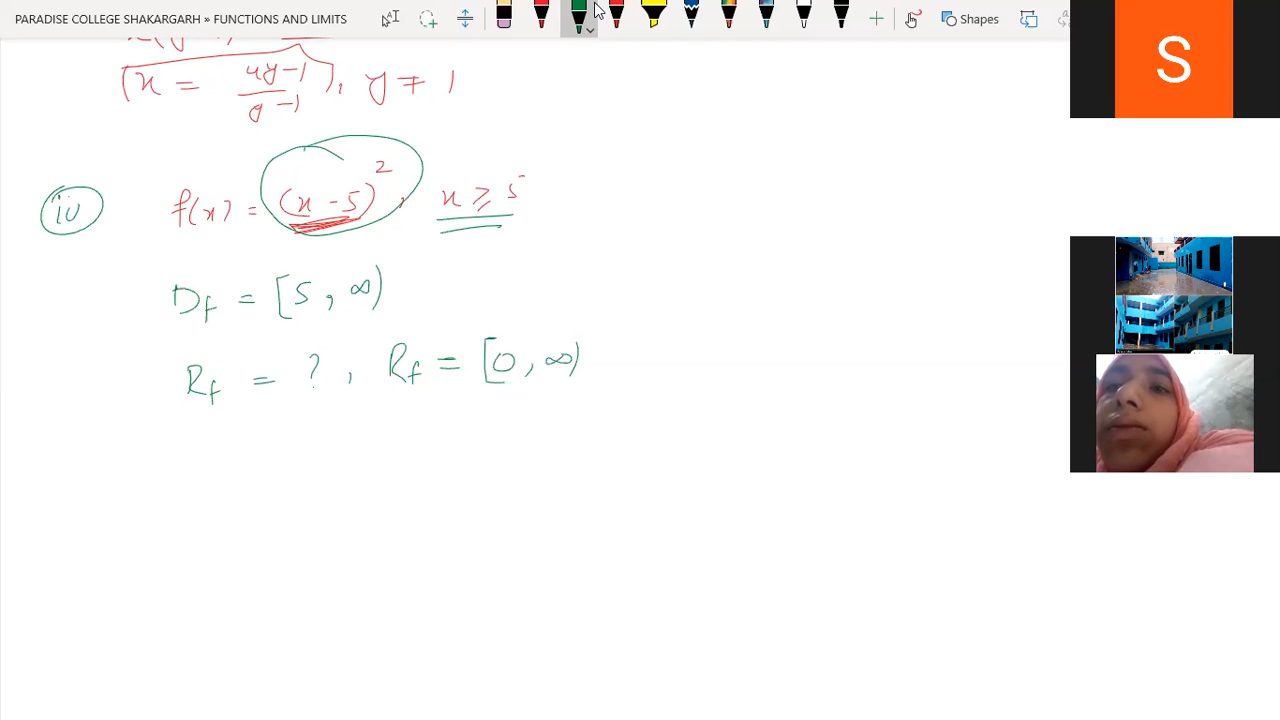 PARADISE COLLEGE SHAKARGARH » FUNCTIONS AND LIMITS
Shapes
S
(x = 4y-1/y-1), y ≠ 1
iv f(x) = (x - 5)², x ≥ 5
Df = [5, ∞)
Rf = ?, Rf = [0, ∞)